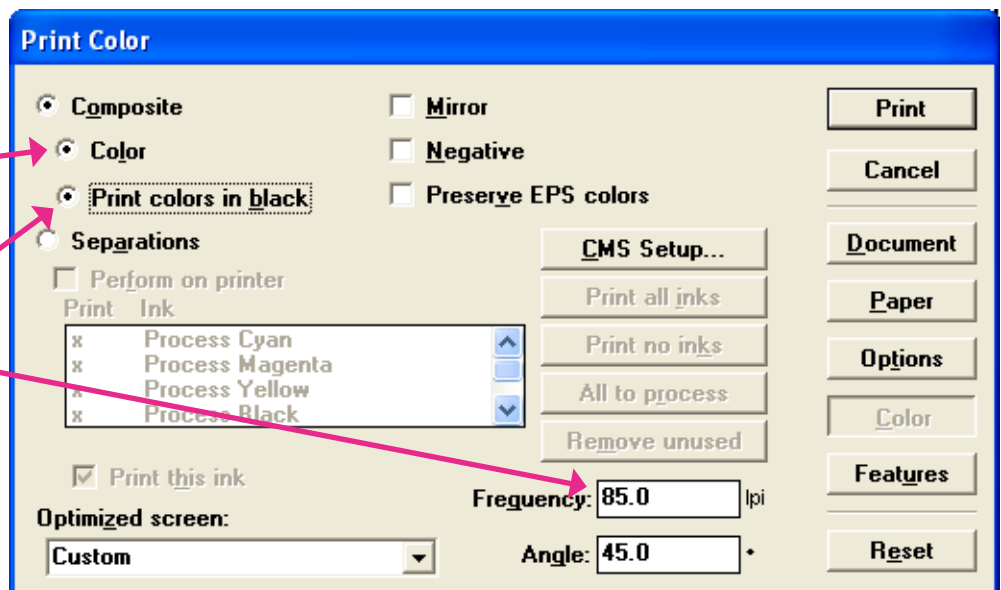 Print Color
Composite
Color
Print colors in black
Separations
Perform on printer
Print Ink
x Process Cyan
x Process Magenta
x Process Yellow
x Process Black
Print this ink
Optimized screen:
Custom
Mirror
Negative
Preserve EPS colors
CMS Setup...
Print all inks
Print no inks
All to process
Remove unused
Frequency: 85.0 lpi
Angle: 45.0 °
Print
Cancel
Document
Paper
Options
Color
Features
Reset